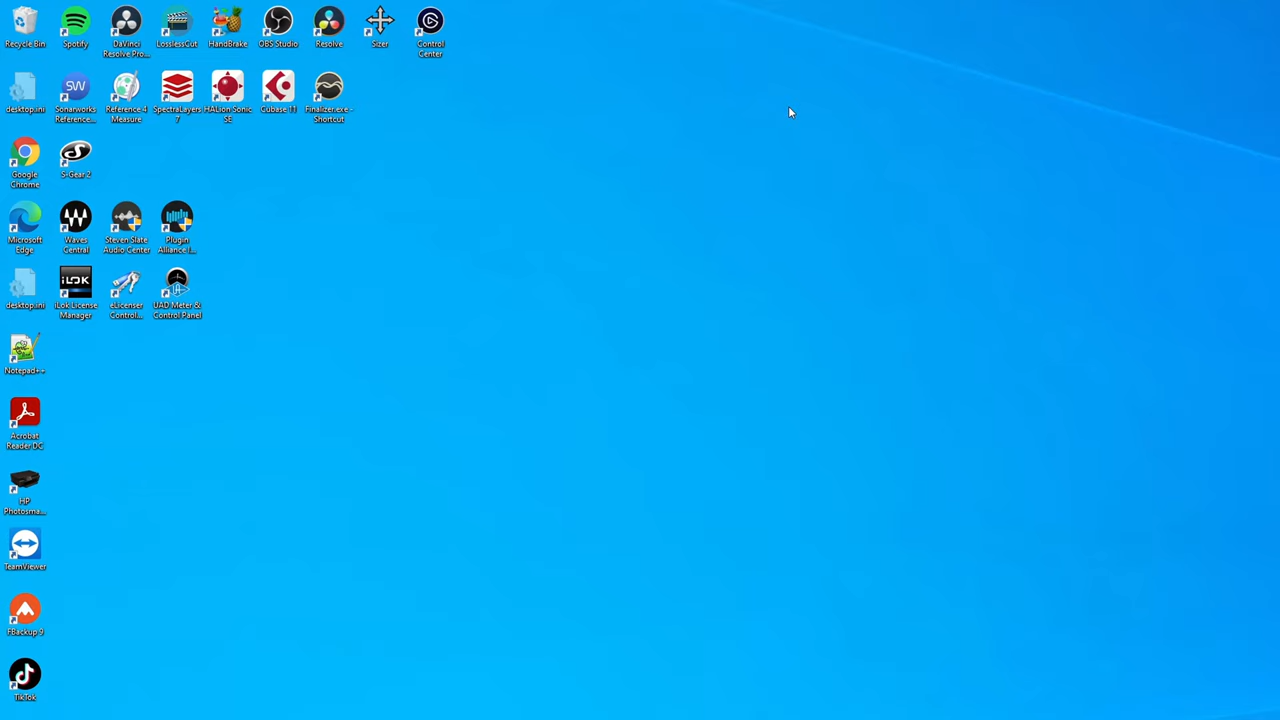 Recycle Bin
Spotify
DaVinci
Resolve Pro...
LosslessCut
HandBrake
OBS Studio
Resolve
Sizer
Control
Center
desktop.ini
Sonarworks
Reference...
Reference 4
Measure
SpectraLayers
7
HALion Sonic
SE
Cubase 11
Finalizer.exe -
Shortcut
Google
Chrome
S-Gear 2
Microsoft
Edge
Waves
Central
Steven Slate
Audio Center
Plugin
Alliance I...
desktop.ini
iLOK
iLok License
Manager
eLicenser
Control...
UAD Meter &
Control Panel
Notepad++
Acrobat
Reader DC
HP
Photosma...
TeamViewer
FBackup 9
TikTok